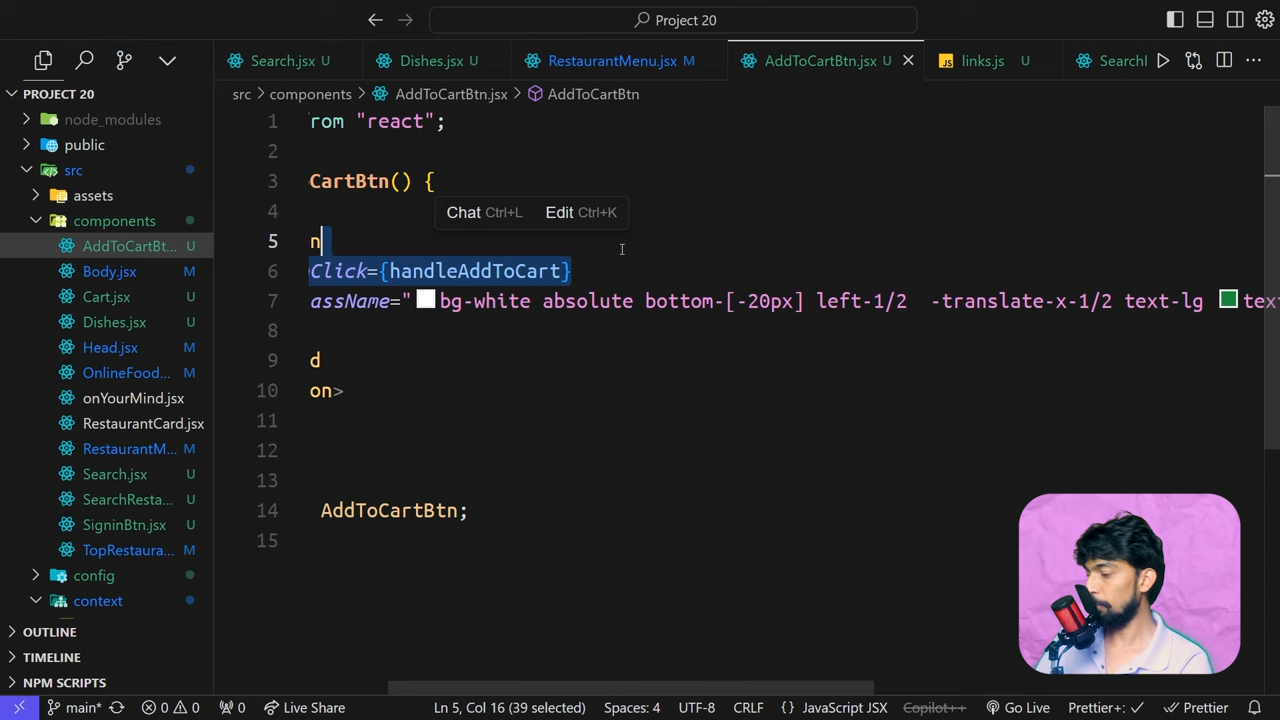 Project 20
Search.jsx U
Dishes.jsx U
RestaurantMenu.jsx M
AddToCartBtn.jsx U
JS links.js U
SearchI
PROJECT 20
src > components > AddToCartBtn.jsx > AddToCartBtn
node_modules
public
src
assets
components
AddToCartBt... U
Body.jsx M
Cart.jsx U
Dishes.jsx U
Head.jsx M
OnlineFood... M
onYourMind.jsx
RestaurantCard.jsx
RestaurantM... M
Search.jsx U
SearchResta... U
SigninBtn.jsx U
TopRestaura... M
config
context
OUTLINE
TIMELINE
NPM SCRIPTS
1 rom "react";
2
3 CartBtn() {
Chat Ctrl+L Edit Ctrl+K
4
5 n
6 Click={handleAddToCart}
7 assName=" bg-white absolute bottom-[-20px] left-1/2 -translate-x-1/2 text-lg tex
8
9 d
10 on>
11
12
13
14 AddToCartBtn;
15
main* 0 0 0 Live Share Ln 5, Col 16 (39 selected) Spaces: 4 UTF-8 CRLF {} JavaScript JSX Copilot++ Go Live Prettier+: Prettier